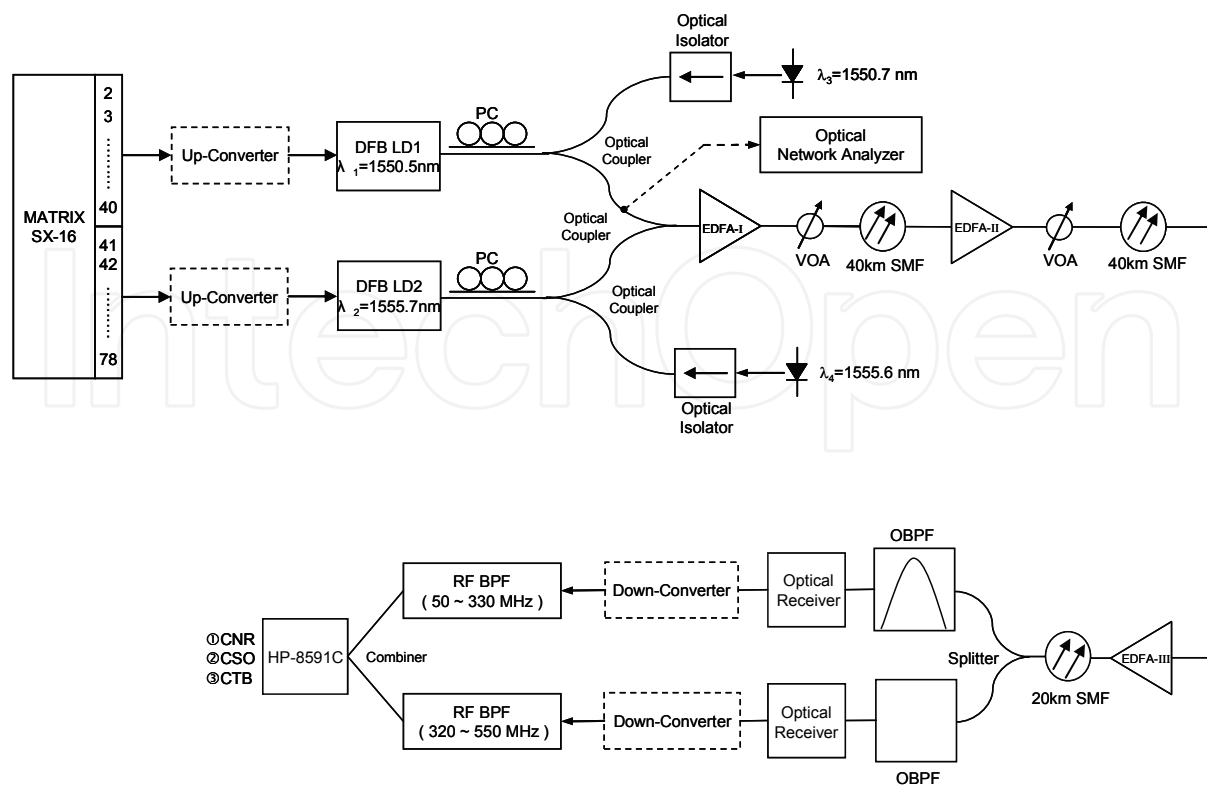 Optical
Isolator
λ3=1550.7 nm
MATRIX
SX-16
2
3
40
41
42
78
Up-Converter
DFB LD1
λ 1=1550.5nm
PC
Optical
Coupler
Optical
Network Analyzer
Optical
Coupler
EDFA-I
VOA
40km SMF
EDFA-II
VOA
40km SMF
Up-Converter
DFB LD2
λ 2=1555.7nm
PC
Optical
Coupler
Optical
Isolator
λ4=1555.6 nm
IntechOpen
①CNR
②CSO
③CTB
HP-8591C
Combiner
RF BPF
( 50 ~ 330 MHz )
Down-Converter
Optical
Receiver
OBPF
Splitter
20km SMF
EDFA-III
RF BPF
( 320 ~ 550 MHz )
Down-Converter
Optical
Receiver
OBPF